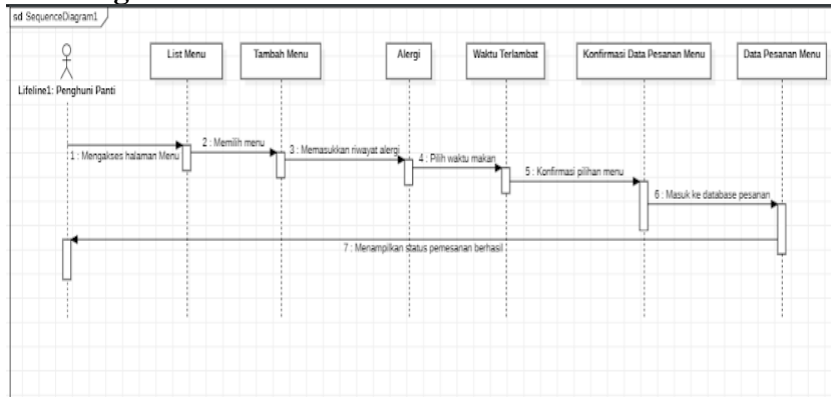 sd SequenceDiagram1
List Menu
Tambah Menu
Alergi
Waktu Terlambat
Konfirmasi Data Pesanan Menu
Data Pesanan Menu
Lifeline1: Penghuni Panti
1 : Mengakses halaman Menu
2 : Memilih menu
3 : Memasukkan riwayat alergi
4 : Pilih waktu makan
5 : Konfirmasi pilihan menu
6 : Masuk ke database pesanan
7 : Menampilkan status pemesanan berhasil